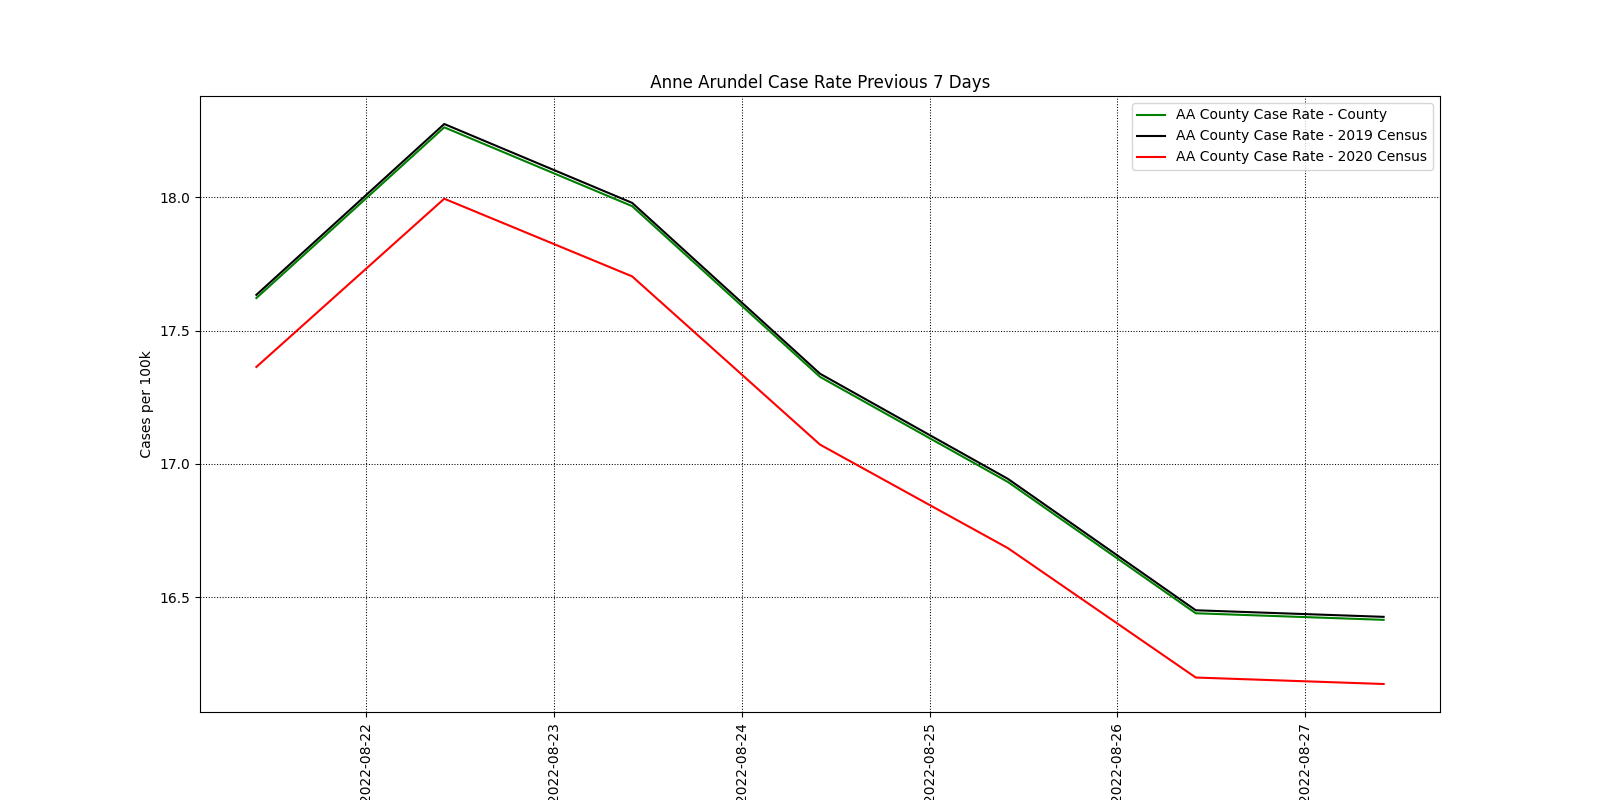 Anne Arundel Case Rate Previous 7 Days
AA County Case Rate - County
AA County Case Rate - 2019 Census
AA County Case Rate - 2020 Census
Cases per 100k
18.0
17.5
17.0
16.5
2022-08-22
2022-08-23
2022-08-24
2022-08-25
2022-08-26
2022-08-27